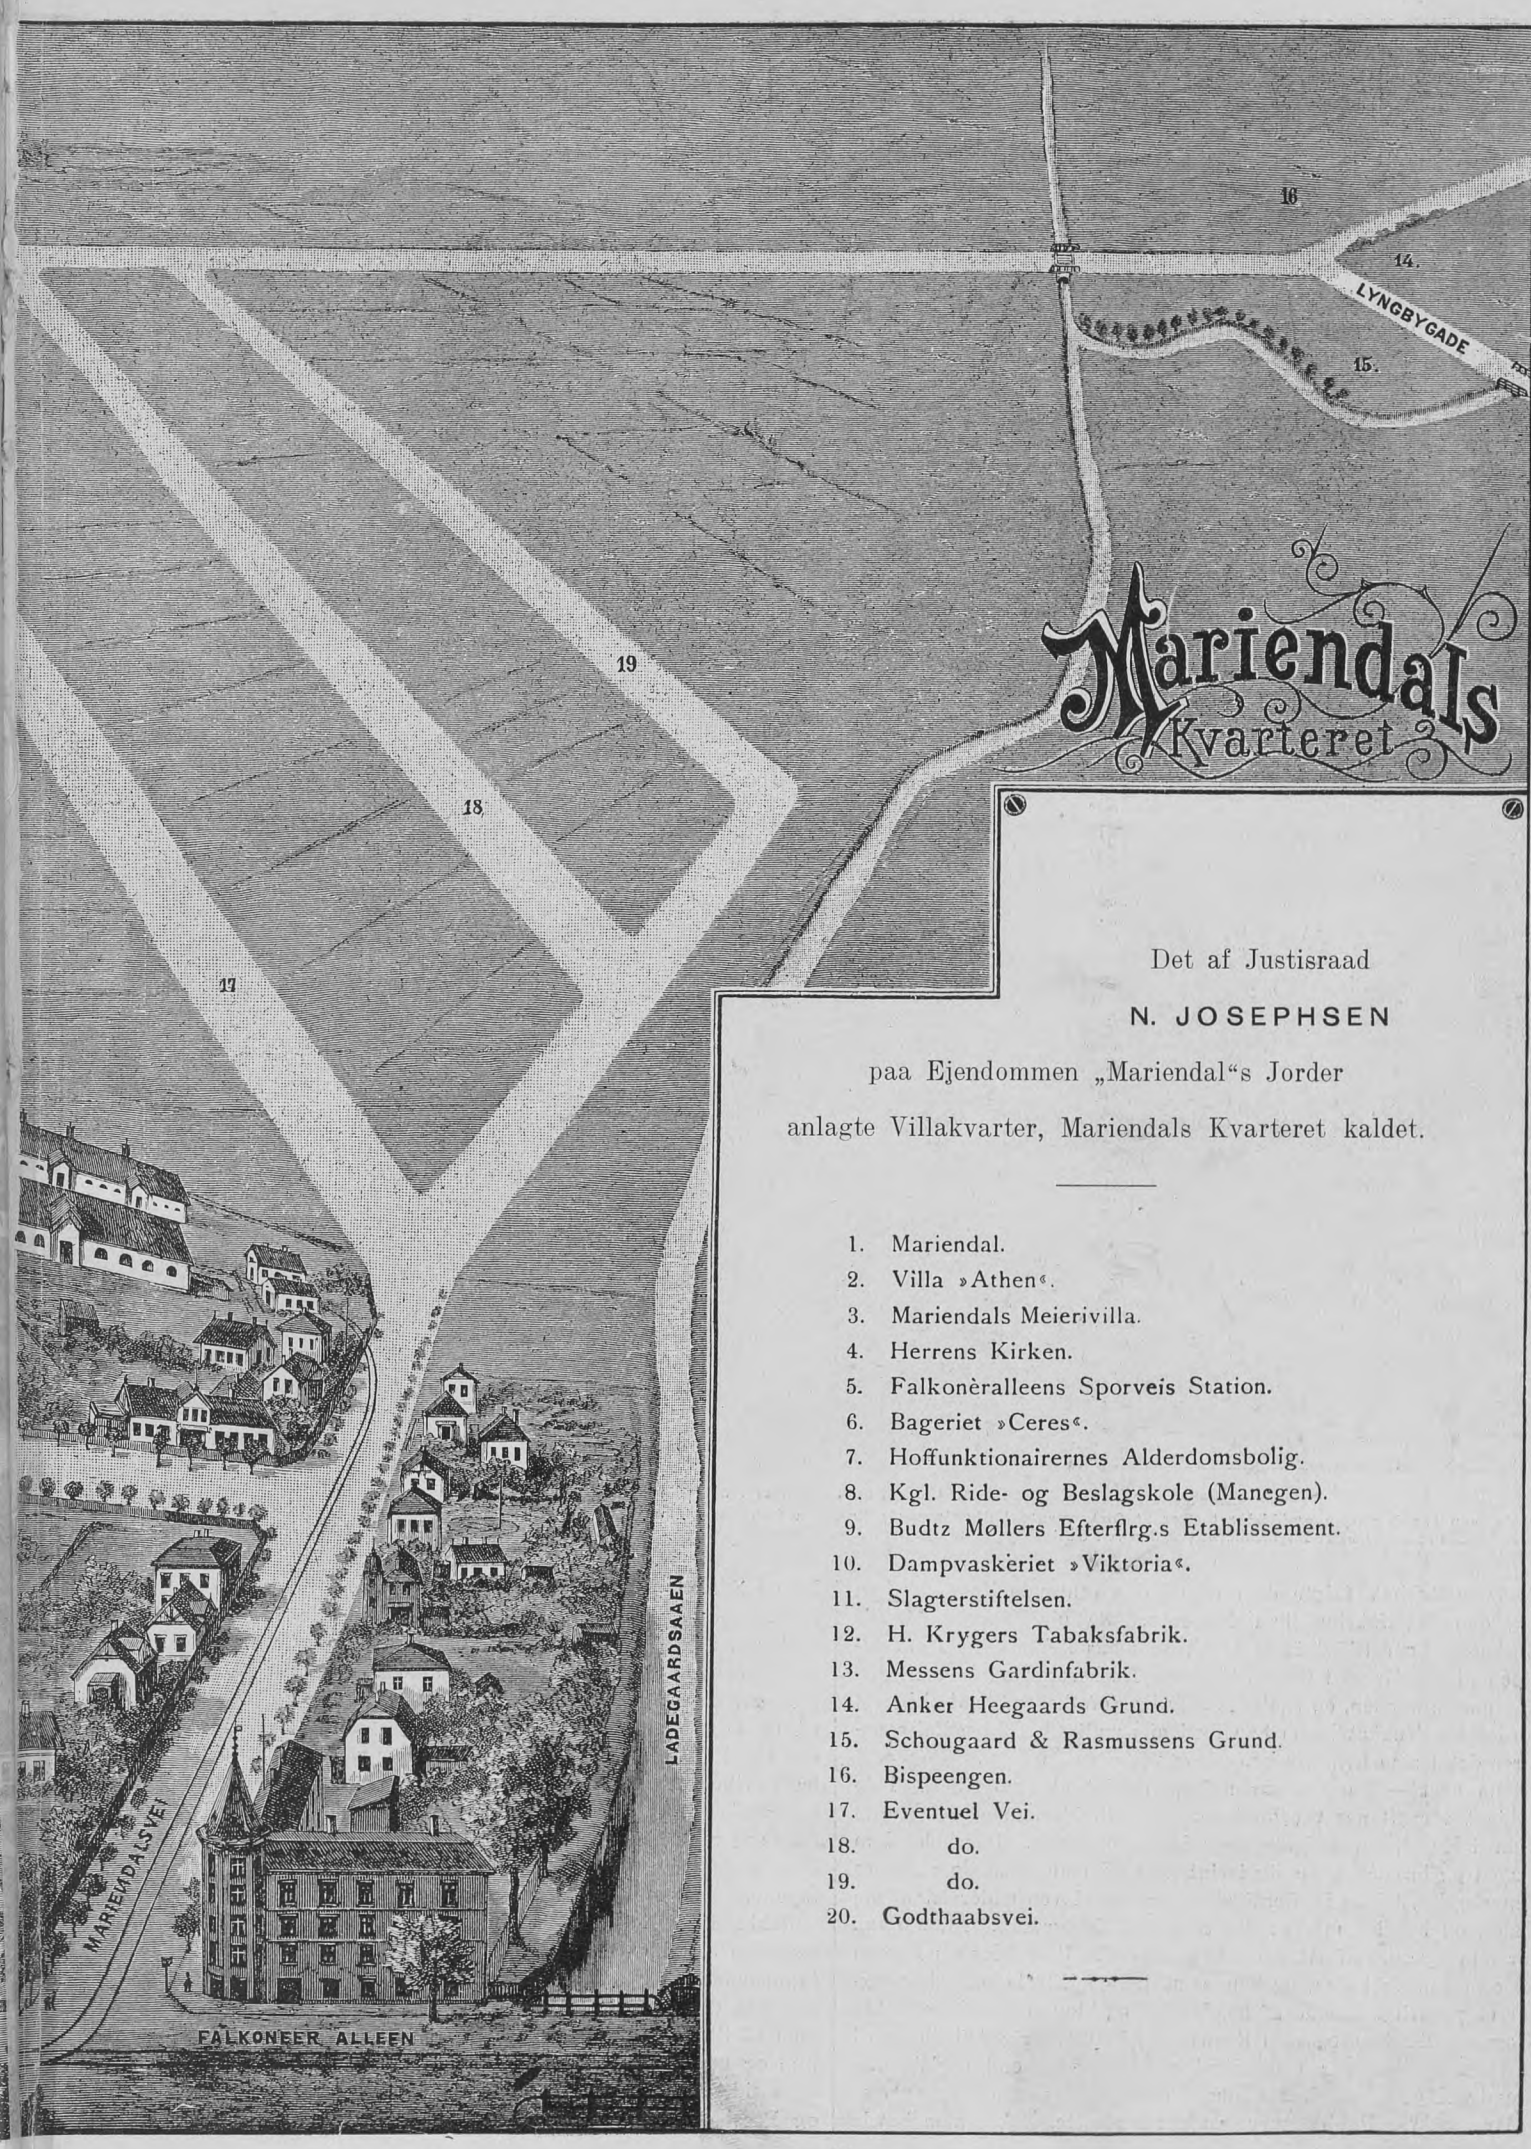 16
14.
LYNGBYGADE
15.
Mariendals
Kvarteret
19
18
17
Det af Justisraad
N. JOSEPHSEN
paa Ejendommen „Mariendal“s Jorder
anlagte Villakvarter, Mariendals Kvarteret kaldet.
1. Mariendal.
2. Villa »Athen«.
3. Mariendals Meierivilla.
4. Herrens Kirken.
5. Falkonèralleens Sporveis Station.
6. Bageriet »Ceres«.
7. Hoffunktionairernes Alderdomsbolig.
8. Kgl. Ride- og Beslagskole (Manegen).
9. Budtz Møllers Efterflrg.s Etablissement.
10. Dampvaskeriet »Viktoria«.
11. Slagterstiftelsen.
12. H. Krygers Tabaksfabrik.
13. Messens Gardinfabrik.
14. Anker Heegaards Grund.
15. Schougaard & Rasmussens Grund.
16. Bispeengen.
17. Eventuel Vei.
18. do.
19. do.
20. Godthaabsvei.
LADEGAARDSAAEN
MARIENDALSVEI
FALKONEER ALLEEN